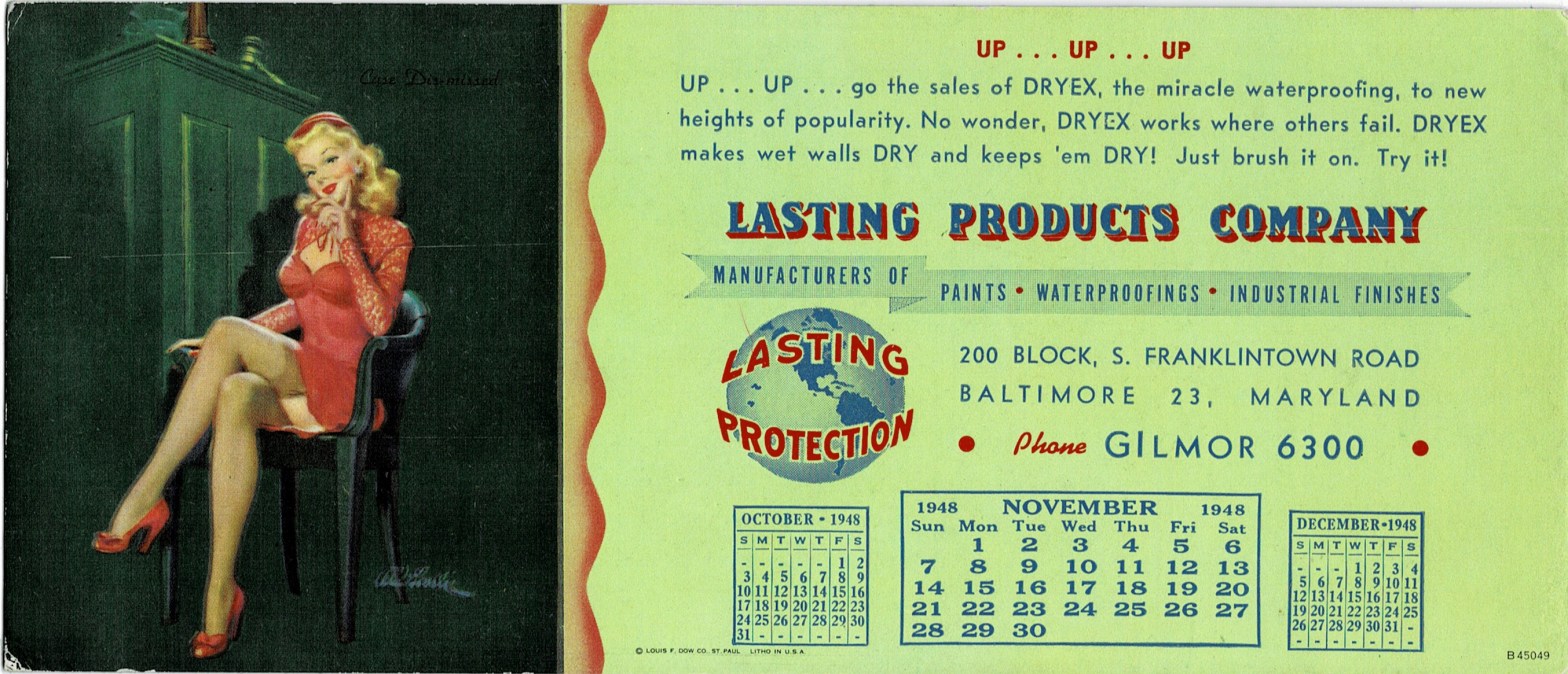 Case Dis-missed
UP . . . UP . . . UP
UP . . . UP . . . go the sales of DRYEX, the miracle waterproofing, to new
heights of popularity. No wonder, DRYEX works where others fail. DRYEX
makes wet walls DRY and keeps 'em DRY! Just brush it on. Try it!
LASTING PRODUCTS COMPANY
MANUFACTURERS OF
PAINTS • WATERPROOFINGS • INDUSTRIAL FINISHES
LASTING
PROTECTION
200 BLOCK, S. FRANKLINTOWN ROAD
BALTIMORE 23, MARYLAND
• Phone GILMOR 6300 •
OCTOBER • 1948
S M T W T F S
- - - - - 1 2
3 4 5 6 7 8 9
10 11 12 13 14 15 16
17 18 19 20 21 22 23
24 25 26 27 28 29 30
31 - - - - - -
1948 NOVEMBER 1948
Sun Mon Tue Wed Thu Fri Sat
1 2 3 4 5 6
7 8 9 10 11 12 13
14 15 16 17 18 19 20
21 22 23 24 25 26 27
28 29 30
DECEMBER • 1948
S M T W T F S
- - - 1 2 3 4
5 6 7 8 9 10 11
12 13 14 15 16 17 18
19 20 21 22 23 24 25
26 27 28 29 30 31 -
- - - - - - -
© LOUIS F. DOW CO., ST. PAUL LITHO IN U.S.A.
B 45049